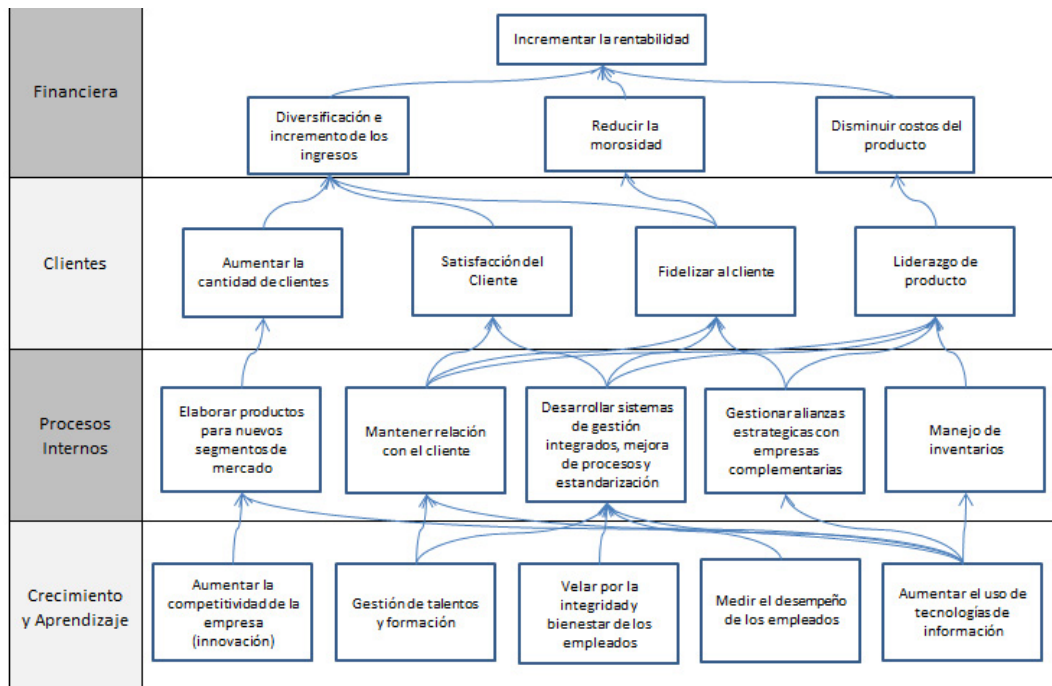 Financiera
Incrementar la rentabilidad
Diversificación e
incremento de los
ingresos
Reducir la
morosidad
Disminuir costos del
producto
Clientes
Aumentar la
cantidad de clientes
Satisfacción del
Cliente
Fidelizar al cliente
Liderazgo de
producto
Procesos
Internos
Elaborar productos
para nuevos
segmentos de
mercado
Mantener relación
con el cliente
Desarrollar sistemas
de gestión
integrados, mejora
de procesos y
estandarización
Gestionar alianzas
estrategicas con
empresas
complementarias
Manejo de
inventarios
Crecimiento
y Aprendizaje
Aumentar la
competitividad de la
empresa
(innovación)
Gestión de talentos
y formación
Velar por la
integridad y
bienestar de los
empleados
Medir el desempeño
de los empleados
Aumentar el uso de
tecnologías de
información